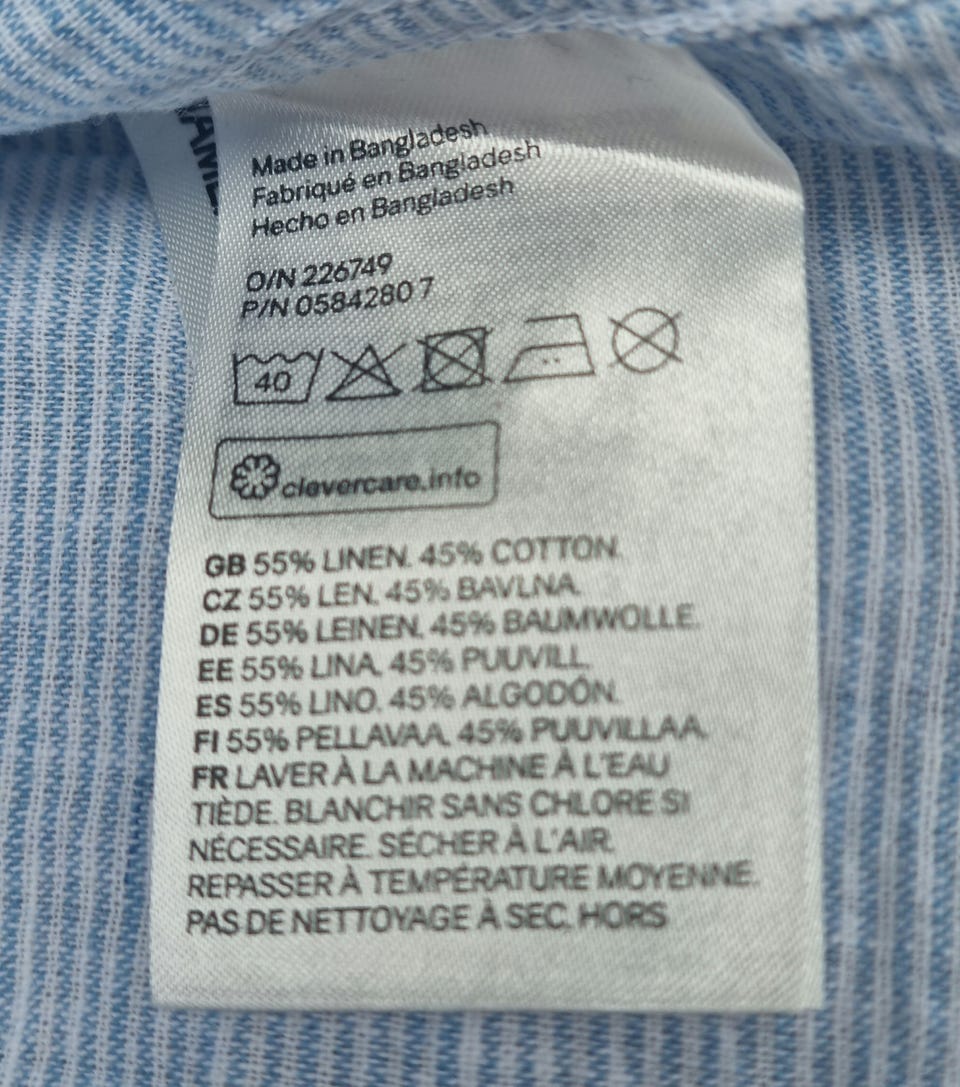 Made in Bangladesh
Fabriqué en Bangladesh
Hecho en Bangladesh
O/N 226749
P/N 0584280 7
40
clevercare.info
GB 55% LINEN. 45% COTTON.
CZ 55% LEN. 45% BAVLNA.
DE 55% LEINEN. 45% BAUMWOLLE.
EE 55% LINA. 45% PUUVILL.
ES 55% LINO. 45% ALGODÓN.
FI 55% PELLAVAA. 45% PUUVILLAA.
FR LAVER À LA MACHINE À L'EAU
TIÈDE. BLANCHIR SANS CHLORE SI
NÉCESSAIRE. SÉCHER À L'AIR.
REPASSER À TEMPÉRATURE MOYENNE.
PAS DE NETTOYAGE À SEC. HORS